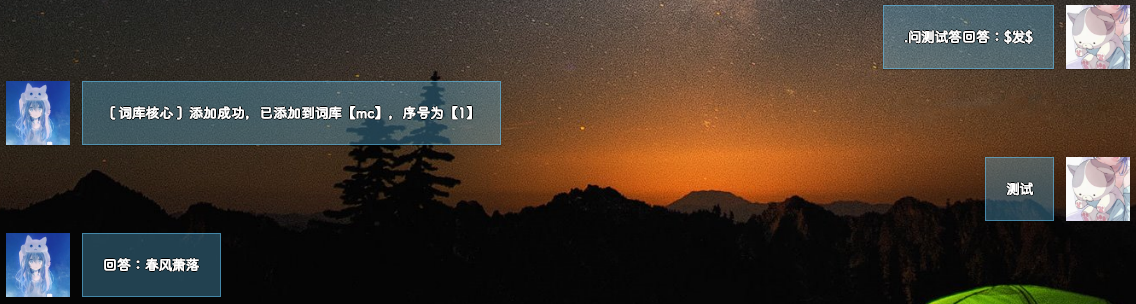 .问测试答回答：$发$
〔词库核心〕添加成功，已添加到词库【mc】，序号为【1】
测试
回答：春风萧落